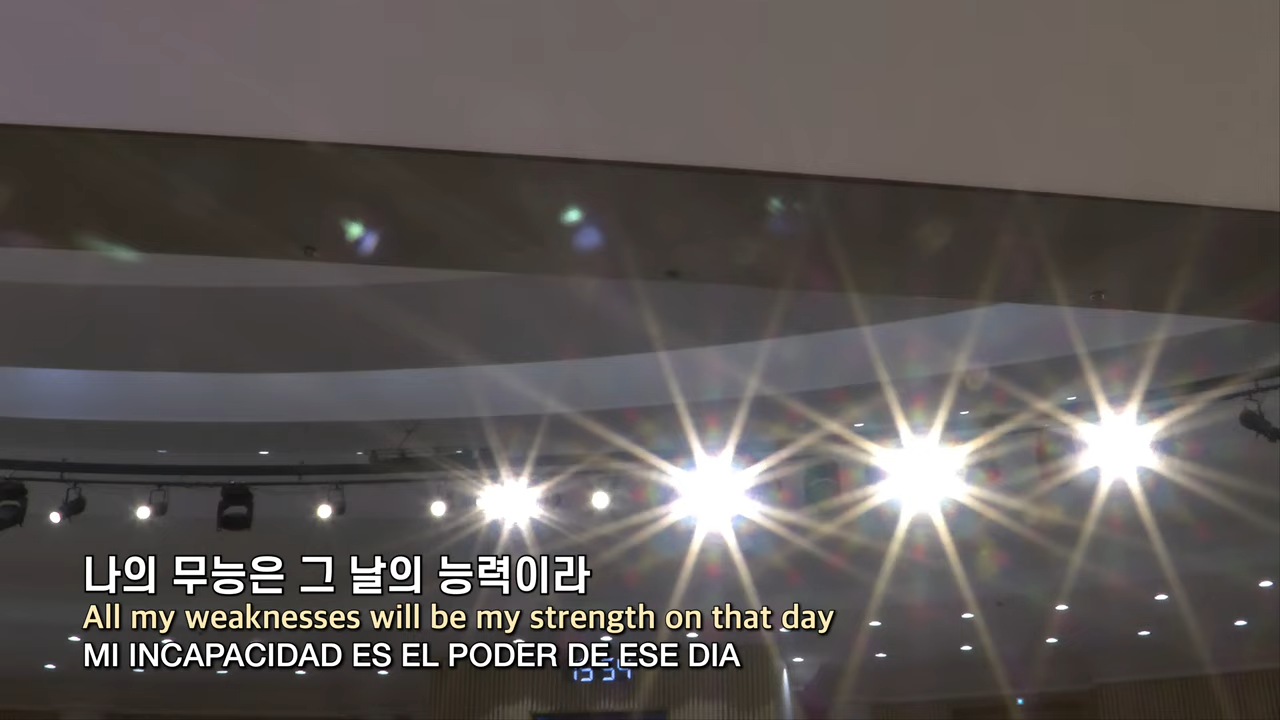 나의 무능은 그 날의 능력이라
All my weaknesses will be my strength on that day
MI INCAPACIDAD ES EL PODER DE ESE DIA